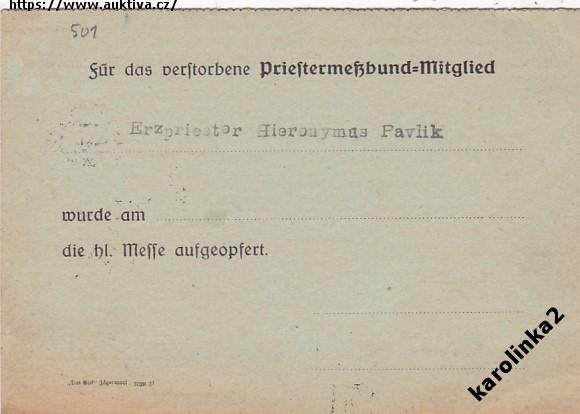 https://www.auktiva.cz/
501
Für das verstorbene Priestermeßbund=Mitglied
Erzpriester Hieronymus Pavlik
wurde am
die hl. Messe aufgeopfert.
Jägerndorf
karolinka2